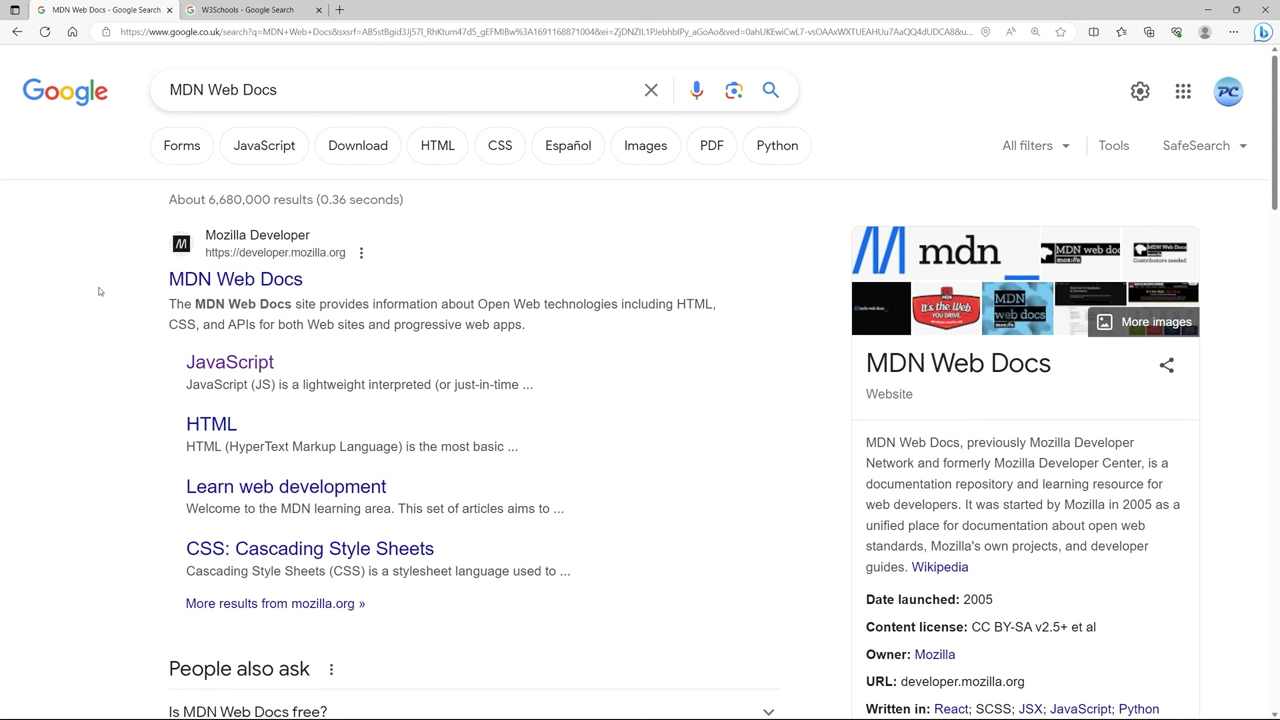 MDN Web Docs - Google Search
W3Schools - Google Search
Google
MDN Web Docs
PC
Forms
JavaScript
Download
HTML
CSS
Español
Images
PDF
Python
All filters
Tools
SafeSearch
About 6,680,000 results (0.36 seconds)
Mozilla Developer
https://developer.mozilla.org
MDN Web Docs
The MDN Web Docs site provides information about Open Web technologies including HTML,
CSS, and APIs for both Web sites and progressive web apps.
JavaScript
JavaScript (JS) is a lightweight interpreted (or just-in-time ...
HTML
HTML (HyperText Markup Language) is the most basic ...
Learn web development
Welcome to the MDN learning area. This set of articles aims to ...
CSS: Cascading Style Sheets
Cascading Style Sheets (CSS) is a stylesheet language used to ...
More results from mozilla.org »
People also ask
Is MDN Web Docs free?
mdn
It's the Web.
YOU DRIVE.
MDN
web docs
More images
MDN Web Docs
Website
MDN Web Docs, previously Mozilla Developer
Network and formerly Mozilla Developer Center, is a
documentation repository and learning resource for
web developers. It was started by Mozilla in 2005 as a
unified place for documentation about open web
standards, Mozilla's own projects, and developer
guides. Wikipedia
Date launched: 2005
Content license: CC BY-SA v2.5+ et al
Owner: Mozilla
URL: developer.mozilla.org
Written in: React; SCSS; JSX, JavaScript; Python